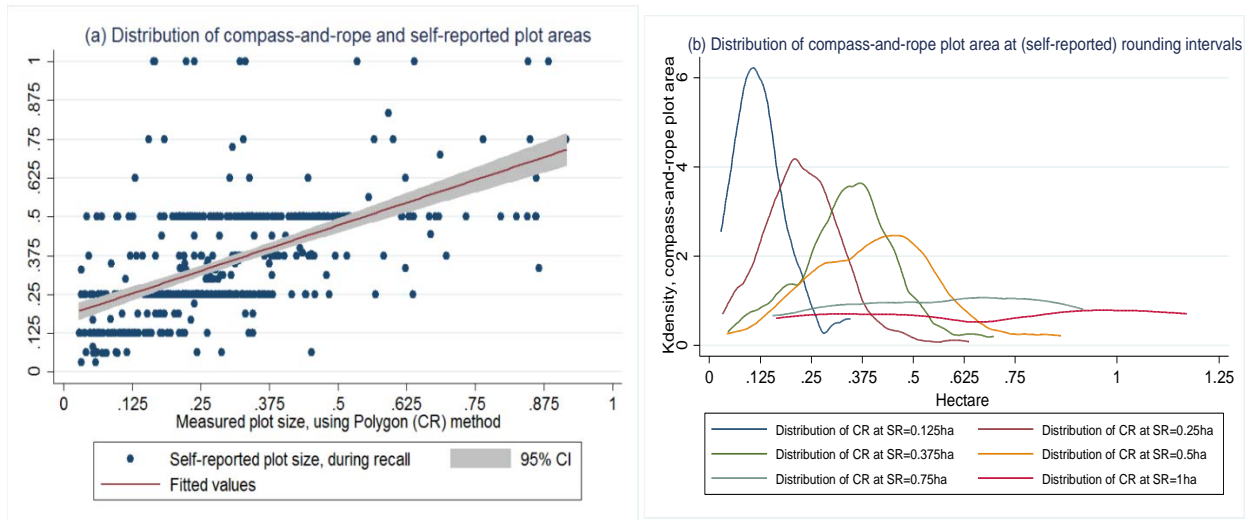 (a) Distribution of compass-and-rope and self-reported plot areas
1
.875
.75
.625
.5
.375
.25
.125
0
0 .125 .25 .375 .5 .625 .75 .875 1
Measured plot size, using Polygon (CR) method
Self-reported plot size, during recall 95% CI
Fitted values
(b) Distribution of compass-and-rope plot area at (self-reported) rounding intervals
Kdensity, compass-and-rope plot area
6
4
2
0
0 .125 .25 .375 .5 .625 .75 1 1.25
Hectare
Distribution of CR at SR=0.125ha Distribution of CR at SR=0.25ha
Distribution of CR at SR=0.375ha Distribution of CR at SR=0.5ha
Distribution of CR at SR=0.75ha Distribution of CR at SR=1ha